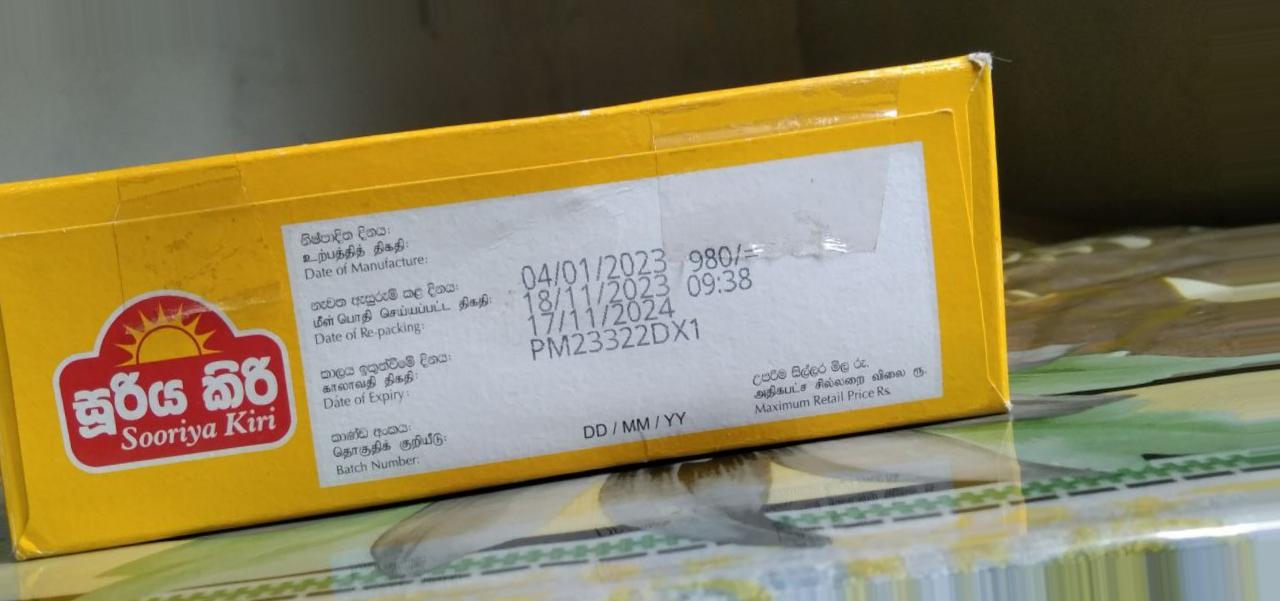 සූරිය කිරි
Sooriya Kiri
නිෂ්පාදිත දිනය:
உற்பத்தித் திகதி:
Date of Manufacture:
නැවත ඇසුරුම් කළ දිනය:
மீள் பொதி செய்யப்பட்ட திகதி:
Date of Re-packing:
කාලය ඉකුත්වීමේ දිනය:
காலாவதி திகதி:
Date of Expiry:
කාණ්ඩ අංකය:
தொகுதிக் குறியீடு:
Batch Number:
04/01/2023 980/=
18/11/2023 09:38
17/11/2024
PM23322DX1
DD / MM / YY
උපරිම සිල්ලර මිල රු.
அதிகபட்ச சில்லறை விலை ரூ.
Maximum Retail Price Rs.